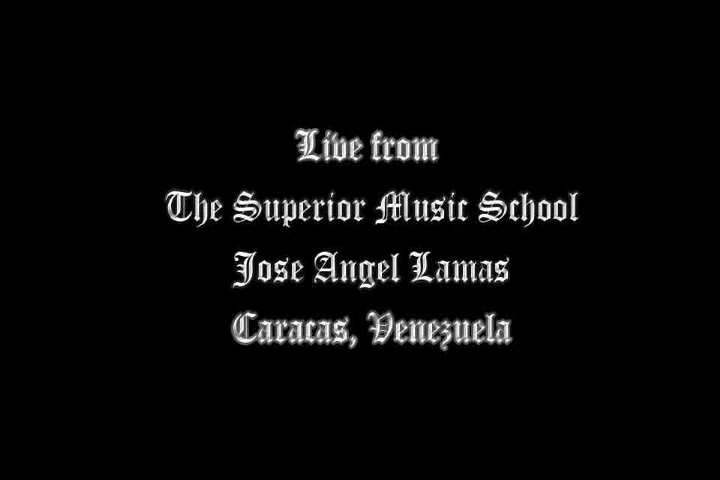 Live from
The Superior Music School
Jose Angel Lamas
Caracas, Venezuela